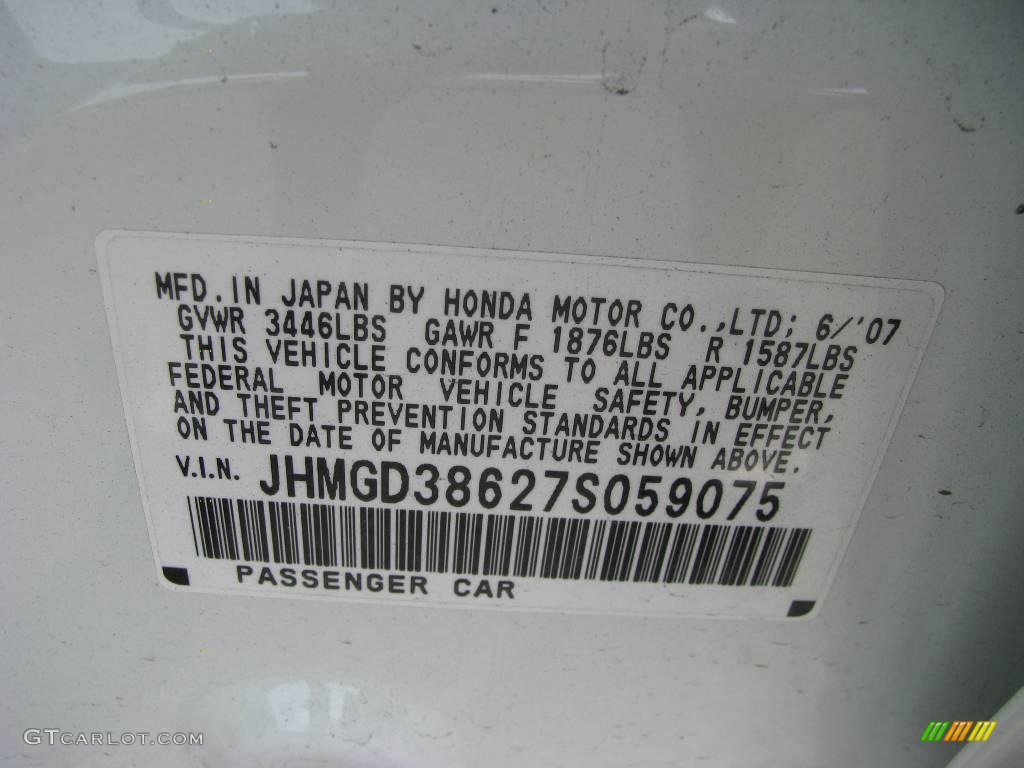 MFD.IN JAPAN BY HONDA MOTOR CO.,LTD; 6/'07
GVWR 3446LBS GAWR F 1876LBS R 1587LBS
THIS VEHICLE CONFORMS TO ALL APPLICABLE
FEDERAL MOTOR VEHICLE SAFETY, BUMPER,
AND THEFT PREVENTION STANDARDS IN EFFECT
ON THE DATE OF MANUFACTURE SHOWN ABOVE.
V.I.N. JHMGD38627S059075
PASSENGER CAR
GTCARLOT.COM